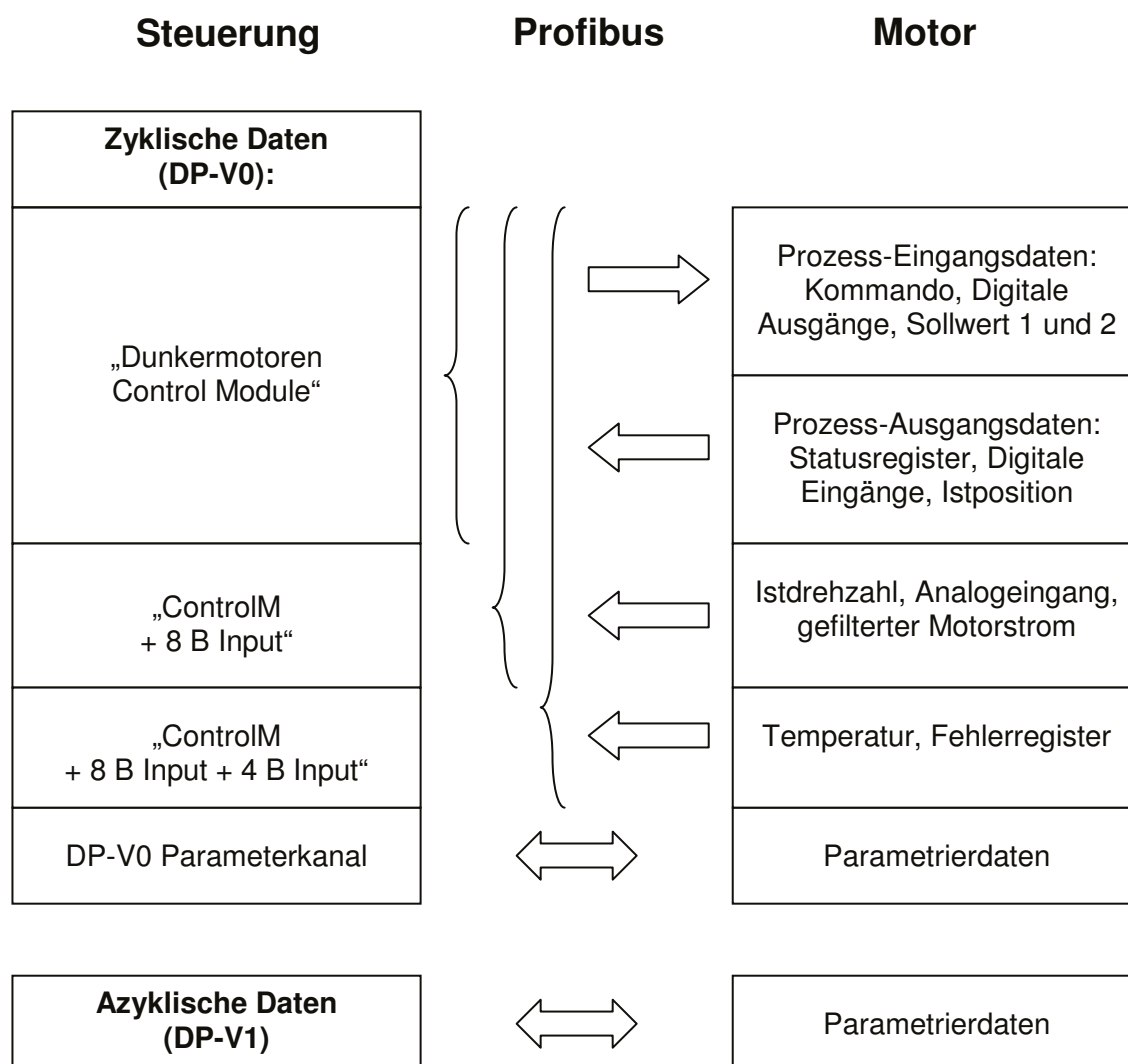 Steuerung Profibus Motor
Zyklische Daten
(DP-V0):
„Dunkermotoren
Control Module“
Prozess-Eingangsdaten:
Kommando, Digitale
Ausgänge, Sollwert 1 und 2
Prozess-Ausgangsdaten:
Statusregister, Digitale
Eingänge, Istposition
„ControlM
+ 8 B Input“
Istdrehzahl, Analogeingang,
gefilterter Motorstrom
„ControlM
+ 8 B Input + 4 B Input“
Temperatur, Fehlerregister
DP-V0 Parameterkanal
Parametrierdaten
Azyklische Daten
(DP-V1)
Parametrierdaten